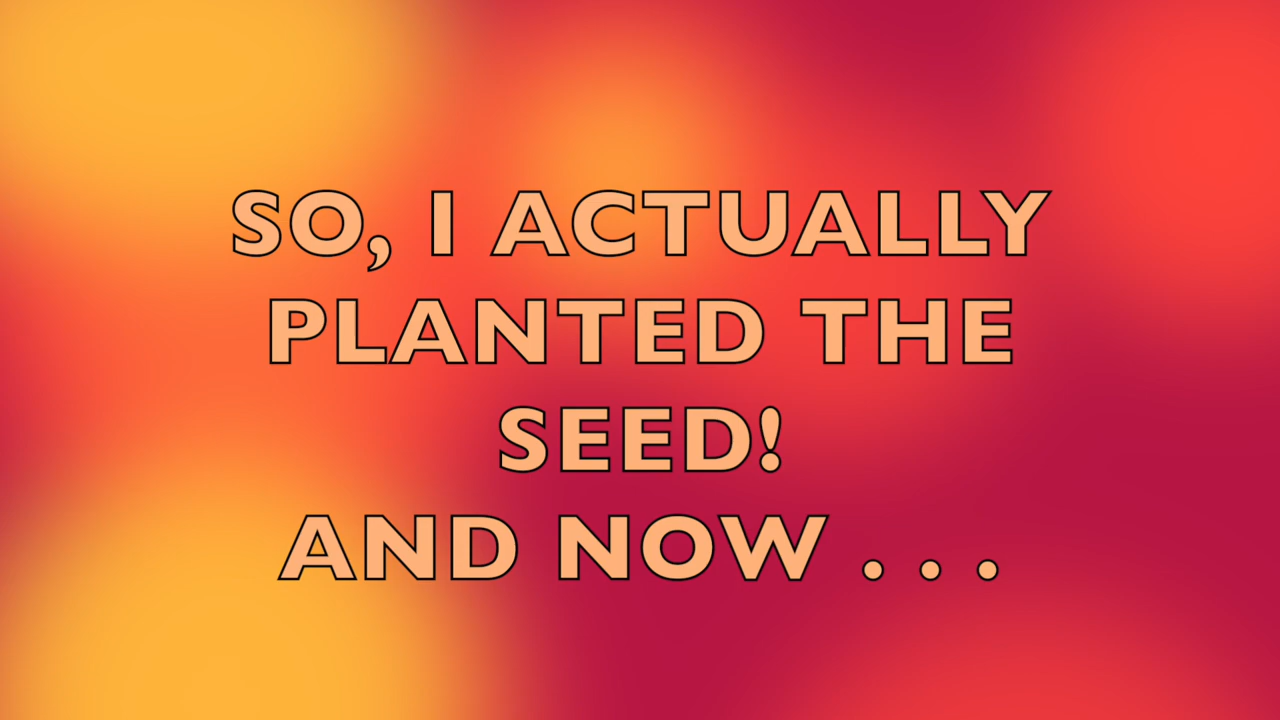 SO, I ACTUALLY
PLANTED THE
SEED!
AND NOW . . .